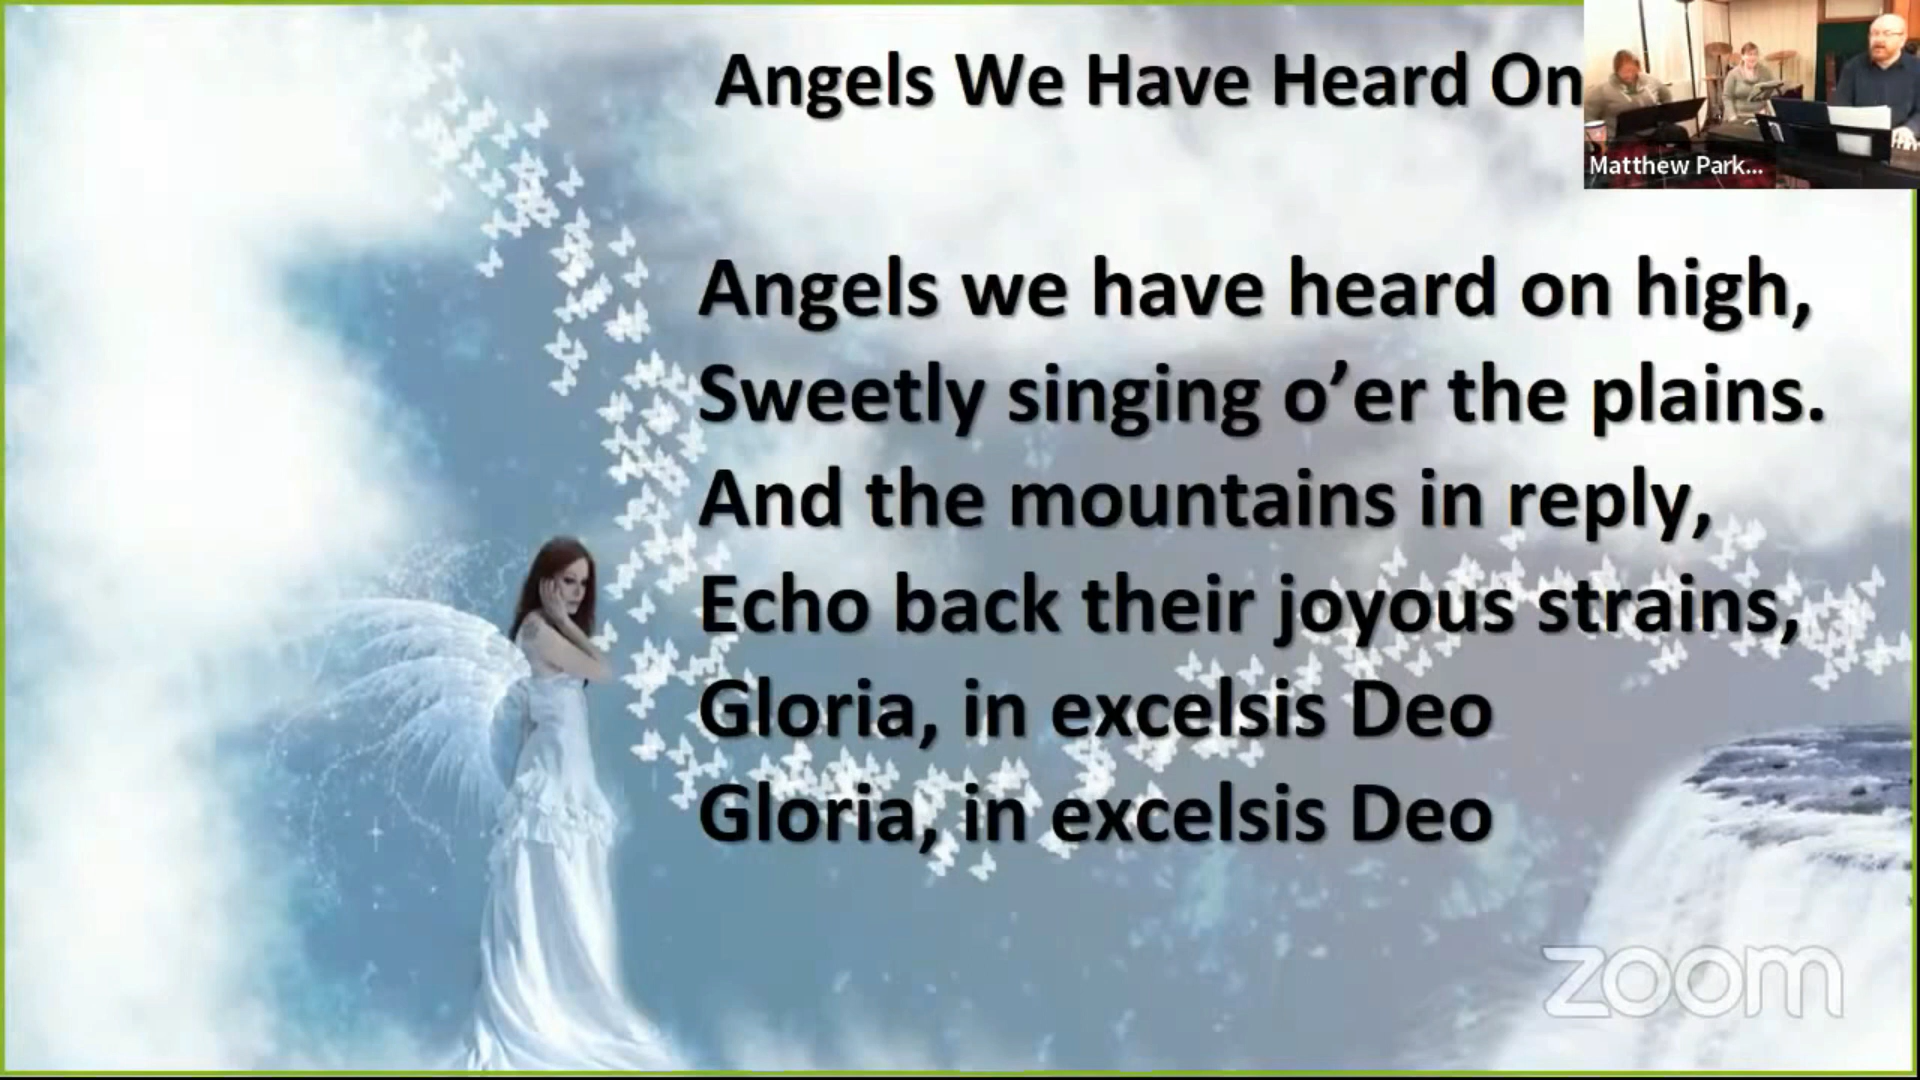 Angels We Have Heard On
Matthew Park...
Angels we have heard on high,
Sweetly singing o’er the plains.
And the mountains in reply,
Echo back their joyous strains,
Gloria, in excelsis Deo
Gloria, in excelsis Deo
zoom